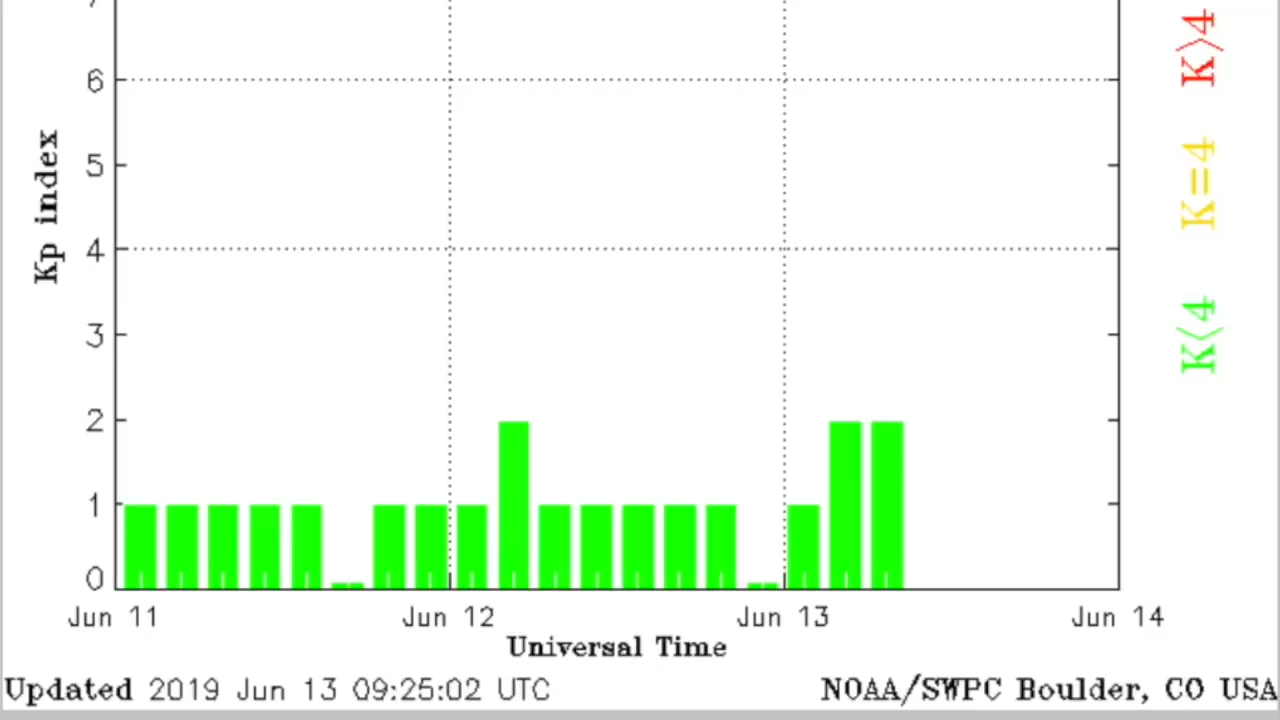 7
6
5
4
3
2
1
0
Kp index
K<4 K=4 K>4
Jun 11 Jun 12 Jun 13 Jun 14
Universal Time
Updated 2019 Jun 13 09:25:02 UTC NOAA/SWPC Boulder, CO USA